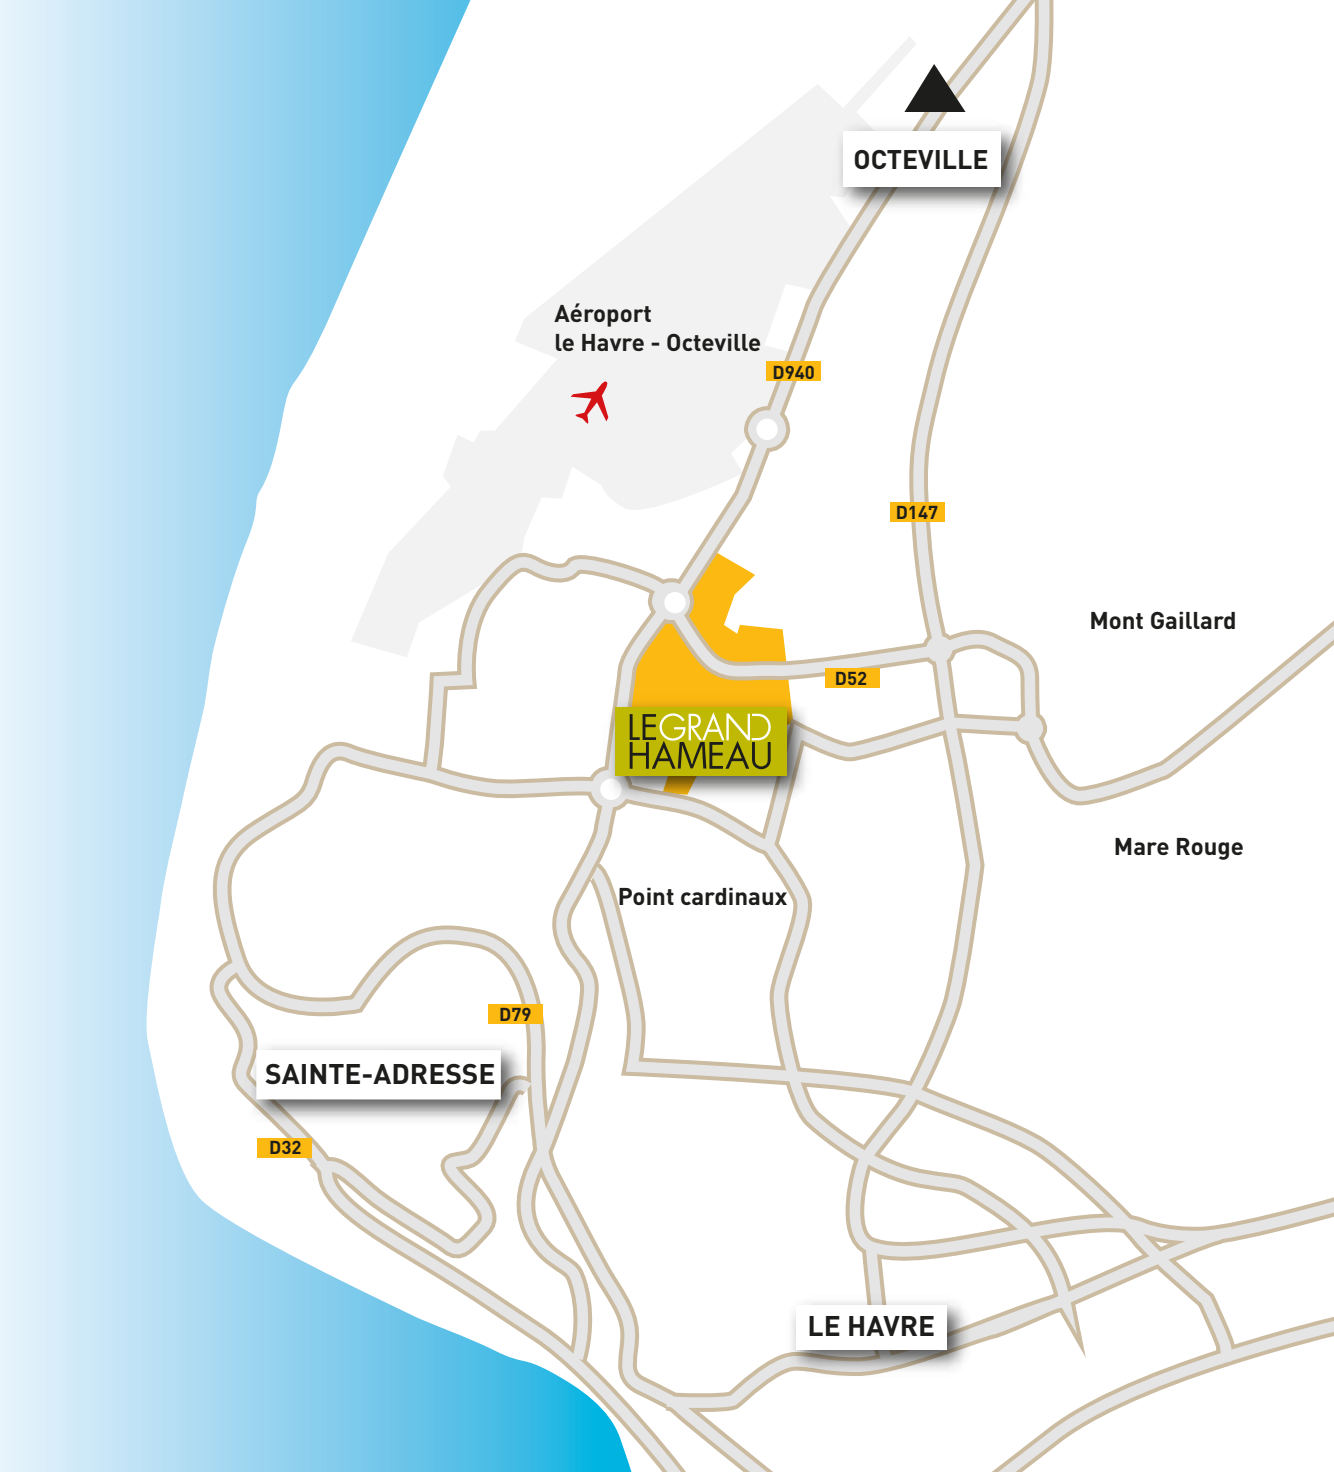 OCTEVILLE
Aéroport
le Havre - Octeville
D940
D147
Mont Gaillard
D52
LEGRAND
HAMEAU
Mare Rouge
Point cardinaux
D79
SAINTE-ADRESSE
D32
LE HAVRE